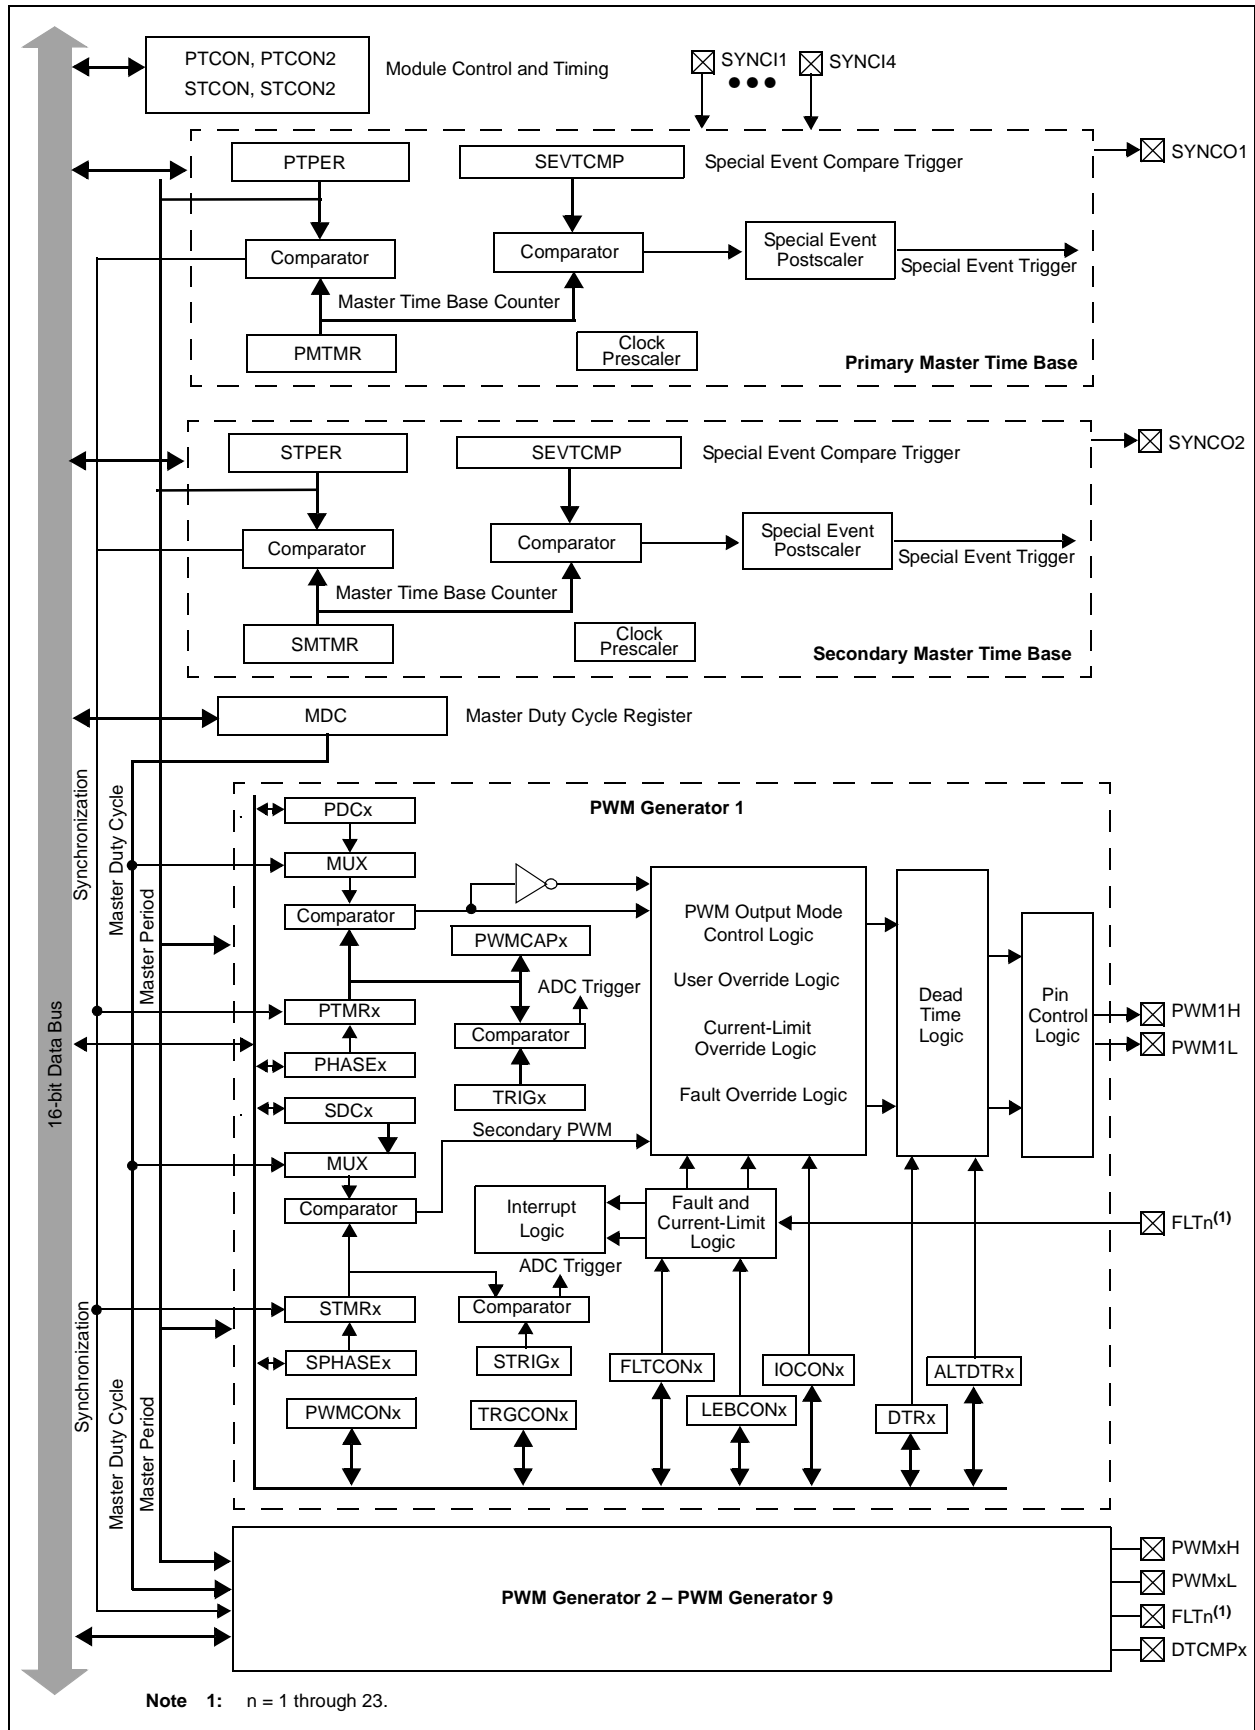 PTCON, PTCON2
STCON, STCON2
Module Control and Timing
SYNCI1
SYNCI4
PTPER
SEVTCMP
Special Event Compare Trigger
SYNCO1
Comparator
Comparator
Special Event
Postscaler
Special Event Trigger
Master Time Base Counter
PMTMR
Clock
Prescaler
Primary Master Time Base
STPER
SEVTCMP
Special Event Compare Trigger
SYNCO2
Comparator
Comparator
Special Event
Postscaler
Special Event Trigger
Master Time Base Counter
SMTMR
Clock
Prescaler
Secondary Master Time Base
MDC
Master Duty Cycle Register
16-bit Data Bus
Synchronization
Master Duty Cycle
Master Period
PWM Generator 1
PDCx
MUX
Comparator
PWMCAPx
ADC Trigger
PTMRx
Comparator
PHASEx
TRIGx
SDCx
Secondary PWM
MUX
Comparator
PWM Output Mode
Control Logic
User Override Logic
Current-Limit
Override Logic
Fault Override Logic
Dead
Time
Logic
Pin
Control
Logic
PWM1H
PWM1L
Interrupt
Logic
Fault and
Current-Limit
Logic
FLTn(1)
ADC Trigger
STMRx
Comparator
SPHASEx
STRIGx
FLTCONx
IOCONx
ALTDTRx
PWMCONx
TRGCONx
LEBCONx
DTRx
Synchronization
Master Duty Cycle
Master Period
PWM Generator 2 – PWM Generator 9
PWMxH
PWMxL
FLTn(1)
DTCMPx
Note 1: n = 1 through 23.